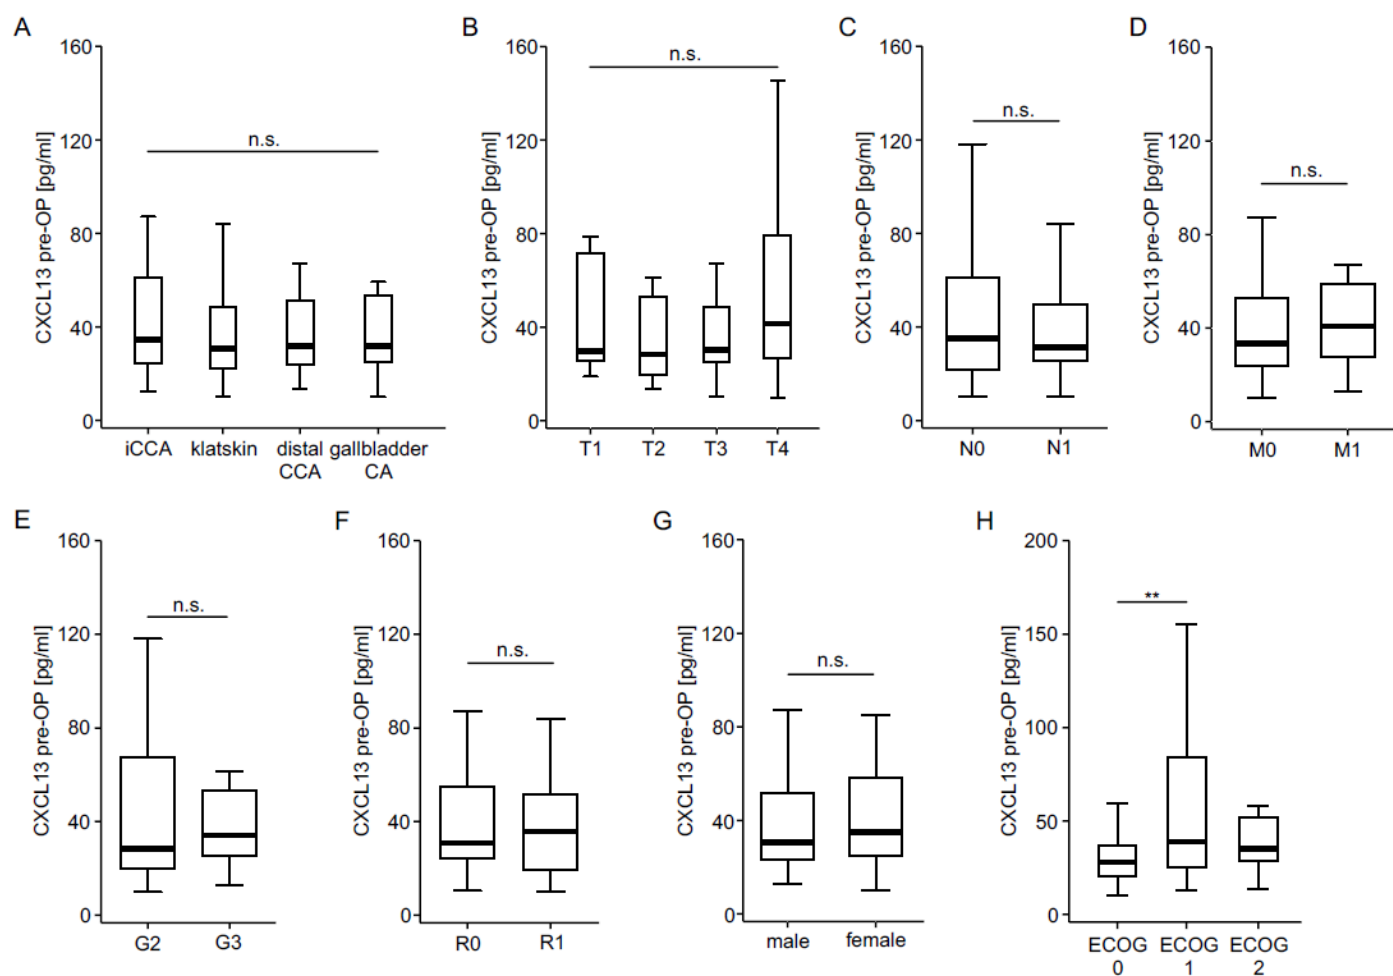 A
CXCL13 pre-OP [pg/ml]
160
120
80
40
0
n.s.
iCCA klatskin distal gallbladder
CCA CA
B
CXCL13 pre-OP [pg/ml]
160
120
80
40
0
n.s.
T1 T2 T3 T4
C
CXCL13 pre-OP [pg/ml]
160
120
80
40
0
n.s.
N0 N1
D
CXCL13 pre-OP [pg/ml]
160
120
80
40
0
n.s.
M0 M1
E
CXCL13 pre-OP [pg/ml]
160
120
80
40
0
n.s.
G2 G3
F
CXCL13 pre-OP [pg/ml]
160
120
80
40
0
n.s.
R0 R1
G
CXCL13 pre-OP [pg/ml]
160
120
80
40
0
n.s.
male female
H
CXCL13 pre-OP [pg/ml]
200
150
100
50
0
**
ECOG ECOG ECOG
0 1 2